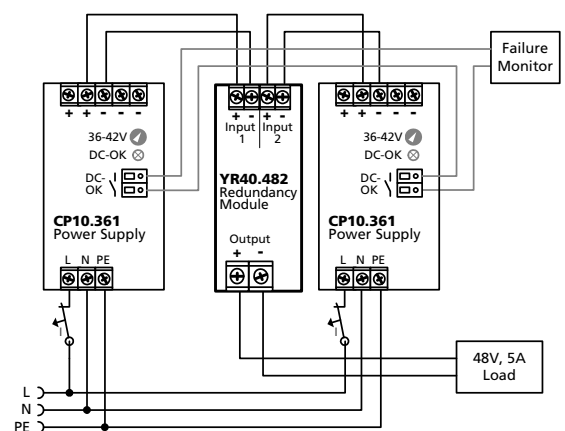 Failure
Monitor
+ + - - -
36-42V
DC-OK
DC-
OK
CP10.361
Power Supply
L N PE
+ - + -
Input Input
1 2
YR40.482
Redundancy
Module
Output
+ -
+ + - - -
36-42V
DC-OK
DC-
OK
CP10.361
Power Supply
L N PE
I
I
48V, 5A
Load
L
N
PE